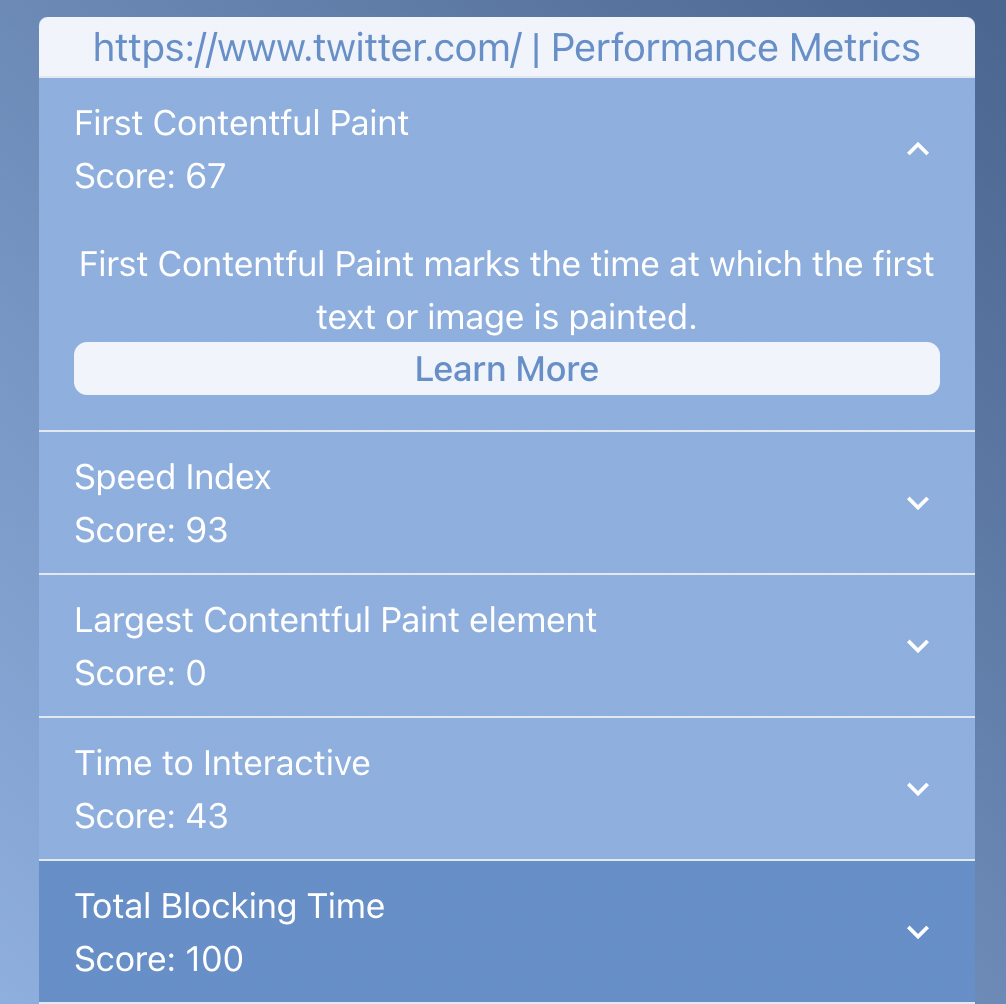 https://www.twitter.com/ | Performance Metrics
First Contentful Paint
Score: 67
First Contentful Paint marks the time at which the first
text or image is painted.
Learn More
Speed Index
Score: 93
Largest Contentful Paint element
Score: 0
Time to Interactive
Score: 43
Total Blocking Time
Score: 100